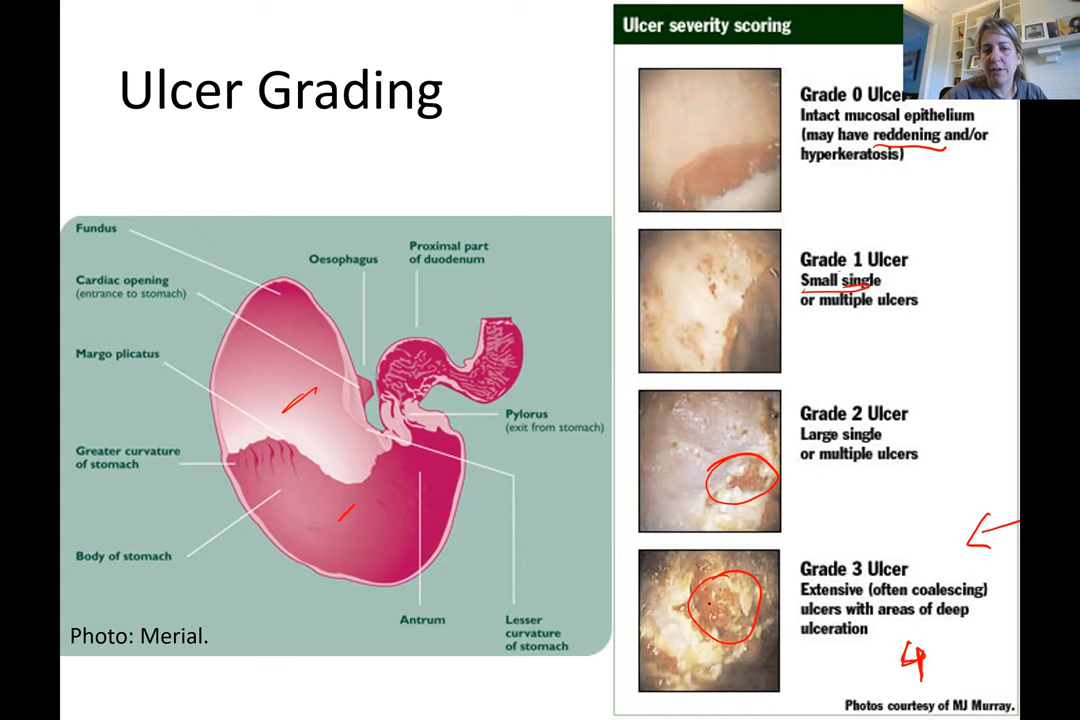 Ulcer Grading
Fundus
Cardiac opening
(entrance to stomach)
Margo plicatus
Greater curvature
of stomach
Body of stomach
Oesophagus
Proximal part
of duodenum
Pylorus
(exit from stomach)
Antrum
Lesser
curvature
of stomach
Photo: Merial.
Ulcer severity scoring
Grade 0 Ulcer
Intact mucosal epithelium
(may have reddening and/or
hyperkeratosis)
Grade 1 Ulcer
Small single
or multiple ulcers
Grade 2 Ulcer
Large single
or multiple ulcers
Grade 3 Ulcer
Extensive (often coalescing)
ulcers with areas of deep
ulceration
4
Photos courtesy of MJ Murray.